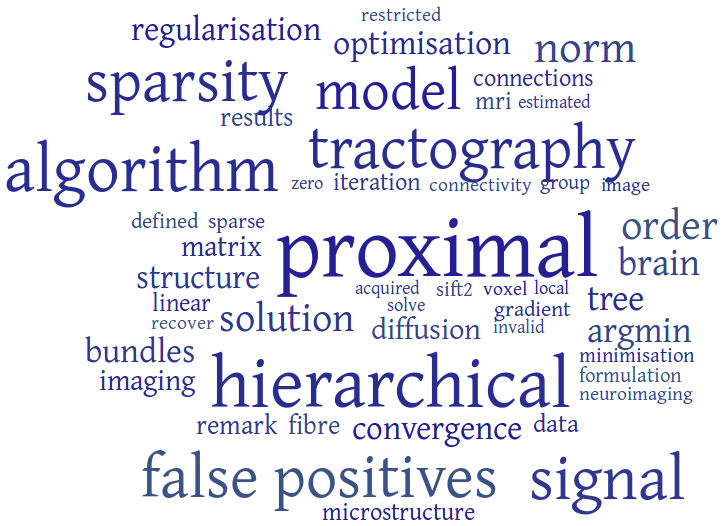 restricted
regularisation optimisation norm
sparsity model connections
mri estimated
results
tractography
algorithm
zero iteration connectivity group image
defined sparse proximal order
matrix brain
structure
acquired sift2 voxel local
linear solve gradient tree
recover solution diffusion invalid argmin
bundles minimisation
imaging hierarchical formulation
neuroimaging
remark fibre convergence data
false positives signal
microstructure